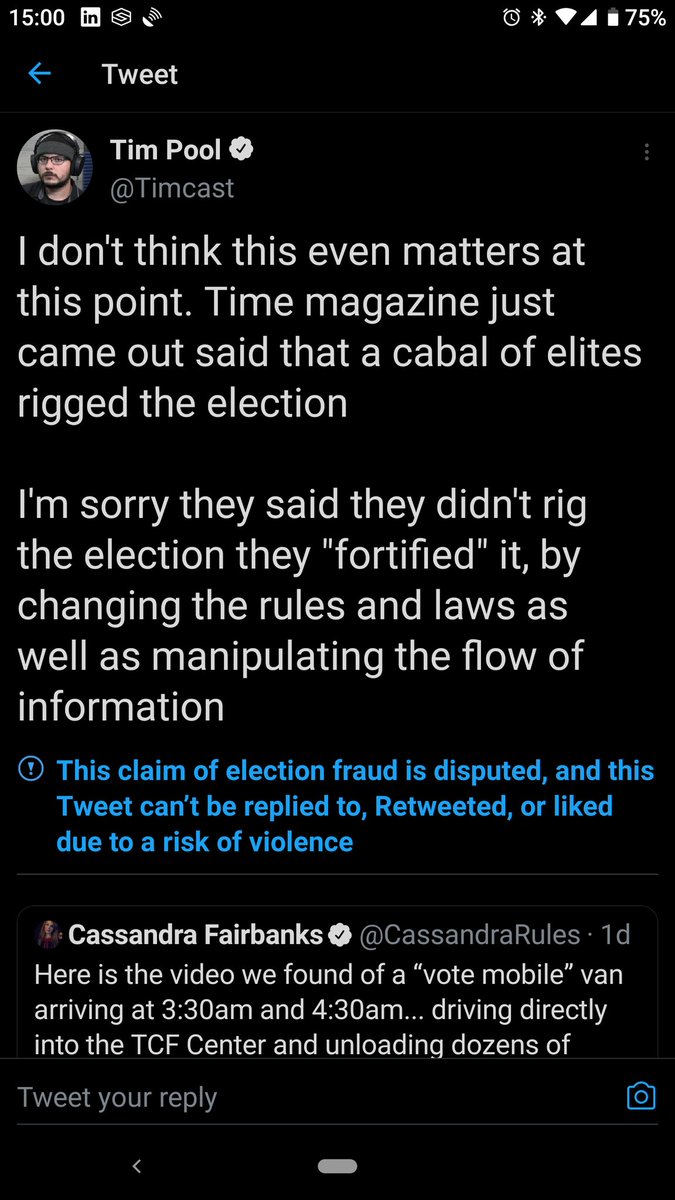 15:00
75%
Tweet
Tim Pool
@Timcast
I don't think this even matters at
this point. Time magazine just
came out said that a cabal of elites
rigged the election
I'm sorry they said they didn't rig
the election they "fortified" it, by
changing the rules and laws as
well as manipulating the flow of
information
This claim of election fraud is disputed, and this
Tweet can’t be replied to, Retweeted, or liked
due to a risk of violence
Cassandra Fairbanks @CassandraRules · 1d
Here is the video we found of a “vote mobile” van
arriving at 3:30am and 4:30am... driving directly
into the TCF Center and unloading dozens of
Tweet your reply